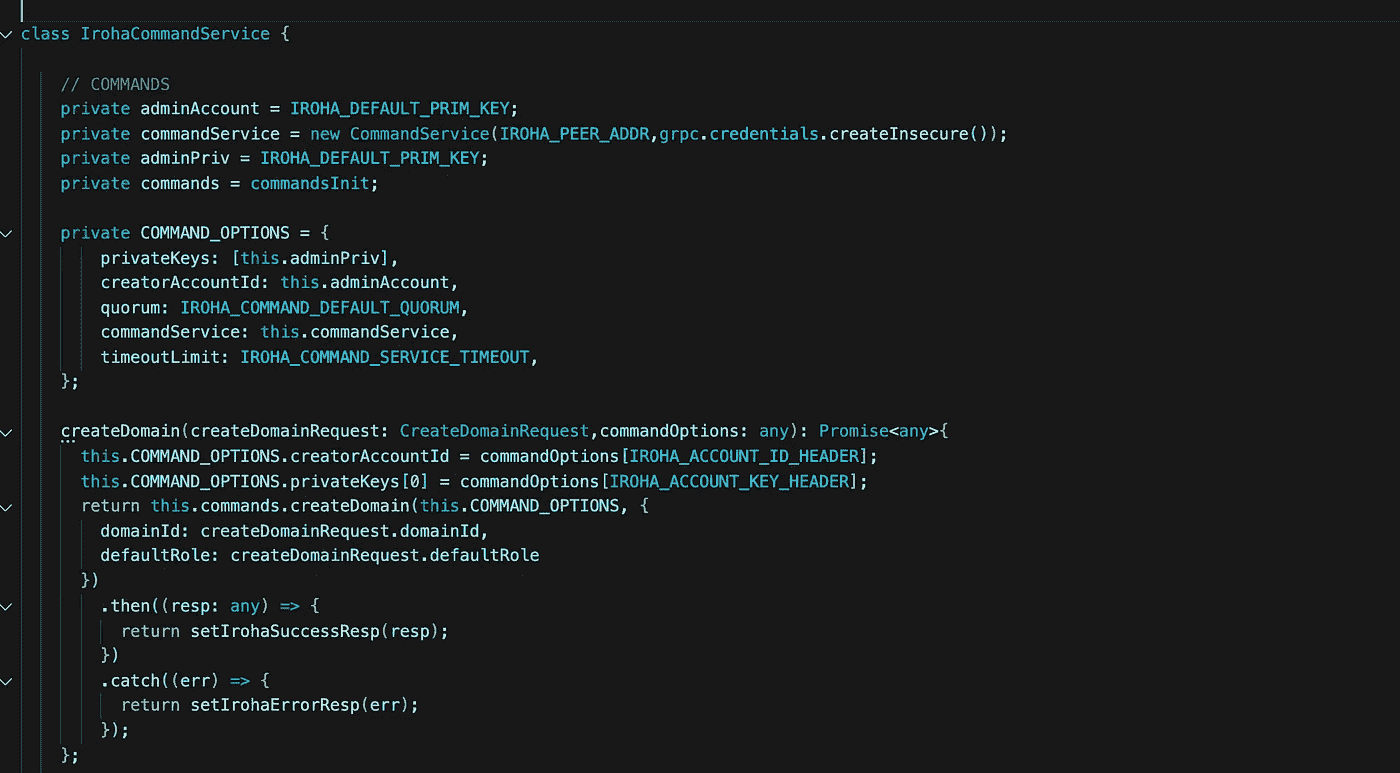 class IrohaCommandService {
// COMMANDS
private adminAccount = IROHA_DEFAULT_PRIM_KEY;
private commandService = new CommandService(IROHA_PEER_ADDR,grpc.credentials.createInsecure());
private adminPriv = IROHA_DEFAULT_PRIM_KEY;
private commands = commandsInit;
private COMMAND_OPTIONS = {
privateKeys: [this.adminPriv],
creatorAccountId: this.adminAccount,
quorum: IROHA_COMMAND_DEFAULT_QUORUM,
commandService: this.commandService,
timeoutLimit: IROHA_COMMAND_SERVICE_TIMEOUT,
};
createDomain(createDomainRequest: CreateDomainRequest,commandOptions: any): Promise<any>{
this.COMMAND_OPTIONS.creatorAccountId = commandOptions[IROHA_ACCOUNT_ID_HEADER];
this.COMMAND_OPTIONS.privateKeys[0] = commandOptions[IROHA_ACCOUNT_KEY_HEADER];
return this.commands.createDomain(this.COMMAND_OPTIONS, {
domainId: createDomainRequest.domainId,
defaultRole: createDomainRequest.defaultRole
})
.then((resp: any) => {
return setIrohaSuccessResp(resp);
})
.catch((err) => {
return setIrohaErrorResp(err);
});
};